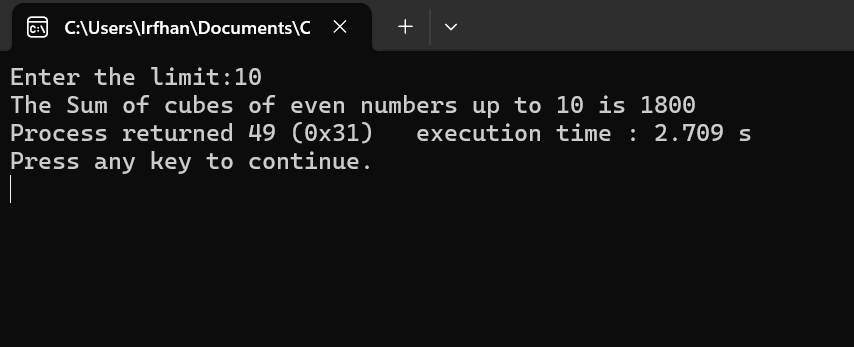 C:\Users\Irfhan\Documents\C
Enter the limit:10
The Sum of cubes of even numbers up to 10 is 1800
Process returned 49 (0x31)   execution time : 2.709 s
Press any key to continue.